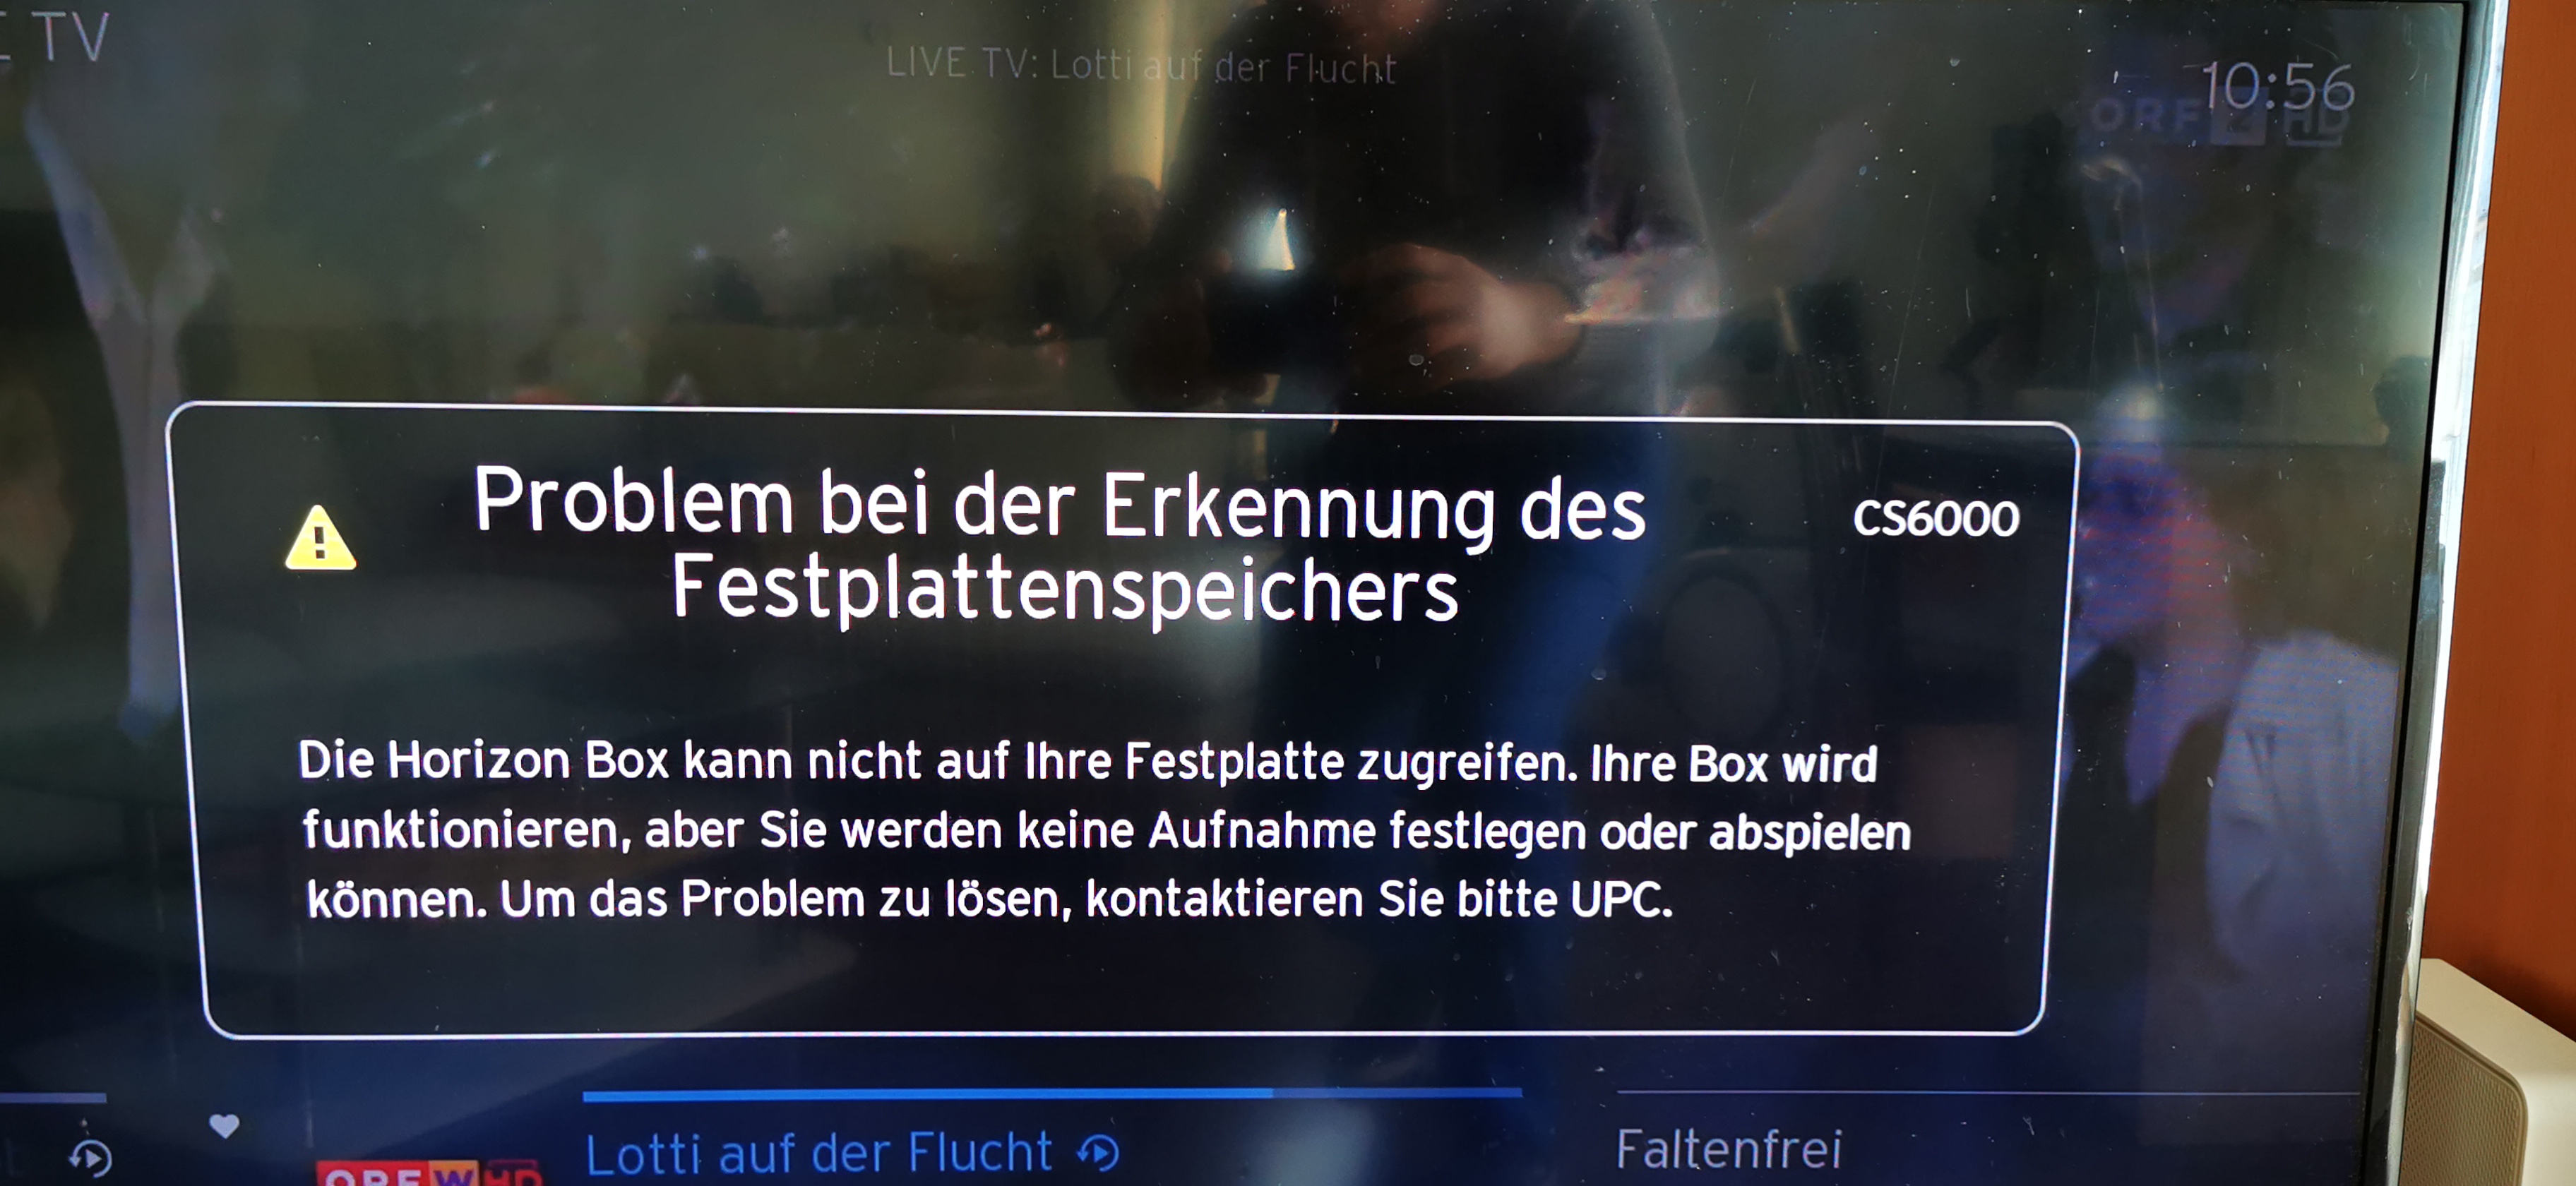 TV
LIVE TV: Lotti auf der Flucht
10:56
ORF 2 HD
Problem bei der Erkennung des
Festplattenspeichers
CS6000
Die Horizon Box kann nicht auf Ihre Festplatte zugreifen. Ihre Box wird
funktionieren, aber Sie werden keine Aufnahme festlegen oder abspielen
können. Um das Problem zu lösen, kontaktieren Sie bitte UPC.
Lotti auf der Flucht
Faltenfrei
ORF W HD